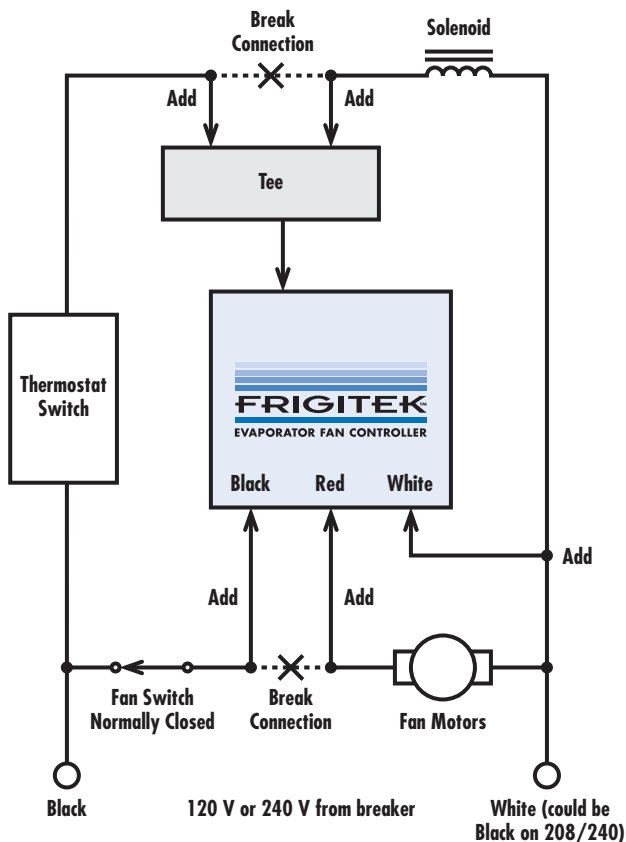 Break
Connection
Solenoid
Add
Add
Tee
Thermostat
Switch
FRIGITEK™
EVAPORATOR FAN CONTROLLER
Black
Red
White
Add
Add
Add
Fan Switch
Normally Closed
Break
Connection
Fan Motors
Black
120 V or 240 V from breaker
White (could be
Black on 208/240)